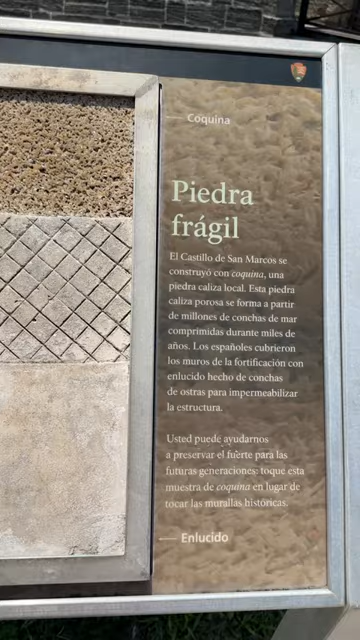 Coquina
Piedra
frágil
El Castillo de San Marcos se
construyó con coquina, una
piedra caliza local. Esta piedra
caliza porosa se forma a partir
de millones de conchas de mar
comprimidas durante miles de
años. Los españoles cubrieron
los muros de la fortificación con
enlucido hecho de conchas
de ostras para impermeabilizar
la estructura.
Usted puede ayudarnos
a preservar el fuerte para las
futuras generaciones: toque esta
muestra de coquina en lugar de
tocar las murallas históricas.
Enlucido